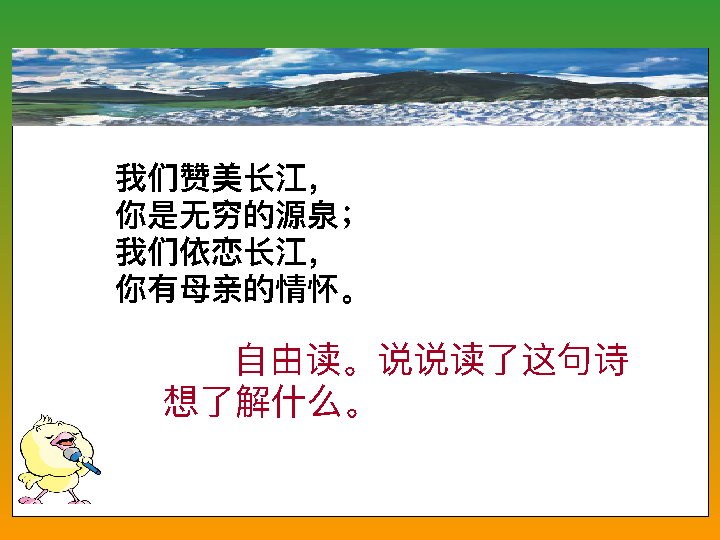 我们赞美长江，
你是无穷的源泉；
我们依恋长江，
你有母亲的情怀。
自由读。说说读了这句诗
想了解什么。